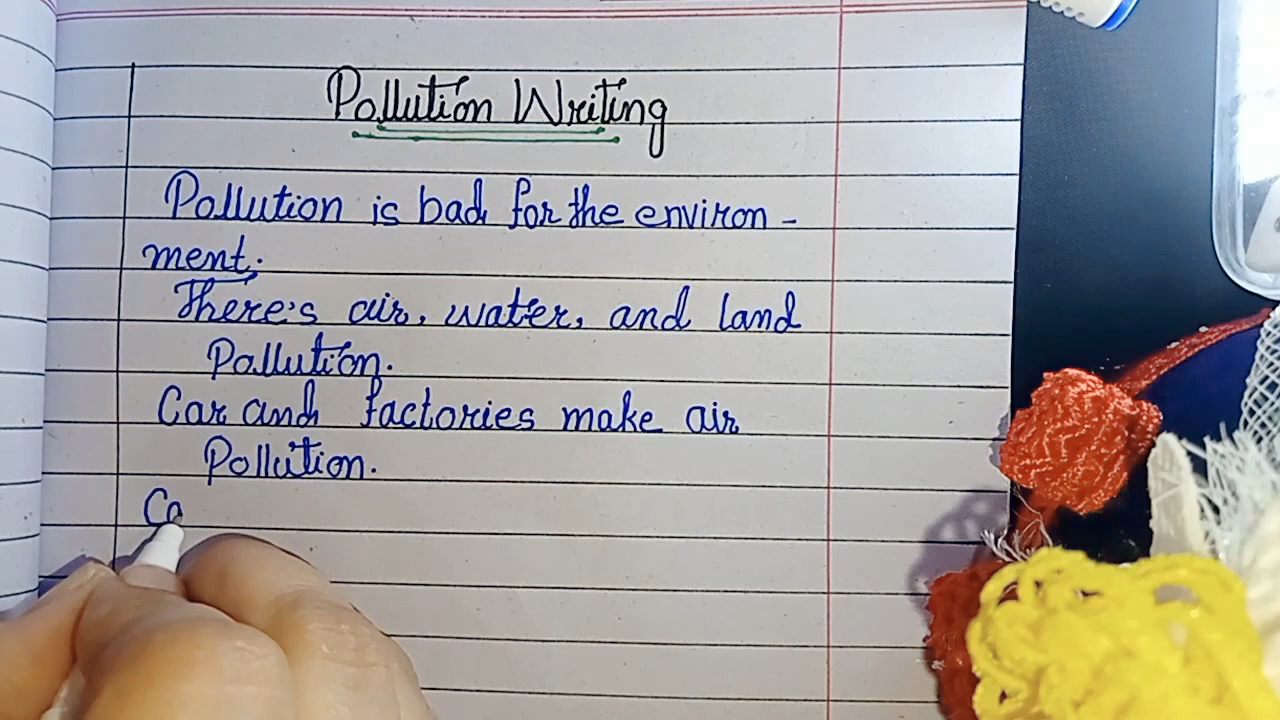 Pollution Writing
Pollution is bad for the environ-
ment.
There's air, water, and land
Pollution.
Car and factories make air
Pollution.
Ca